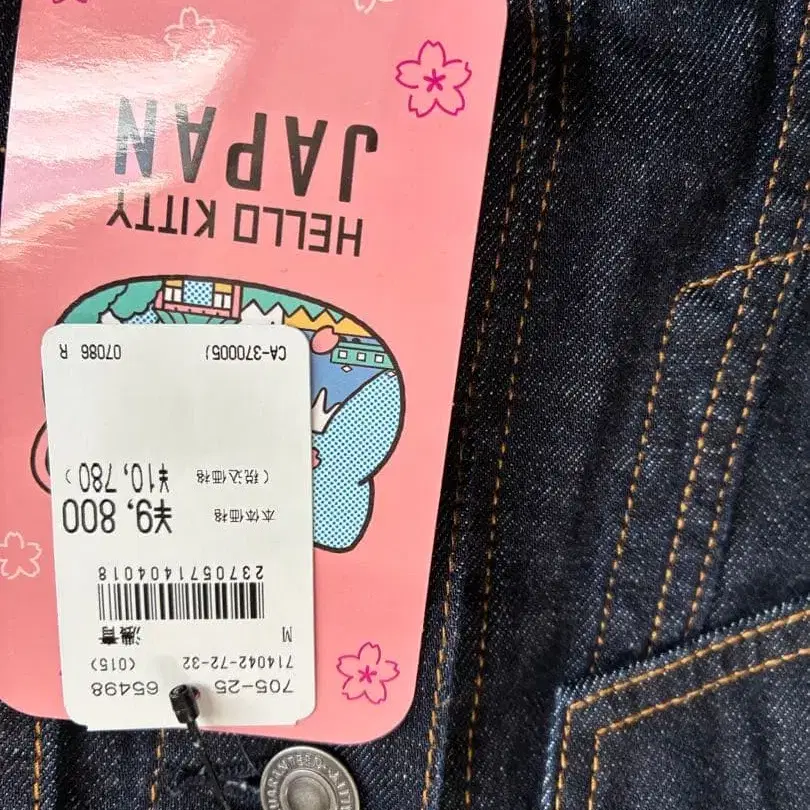 HELLO KITTY
JAPAN
705-25 65498
714042-72-32 (015)
M 濃青
2370571404018
本体価格 ¥9,800
(税込価格 ¥10,780)
CA-370005) 07086 R